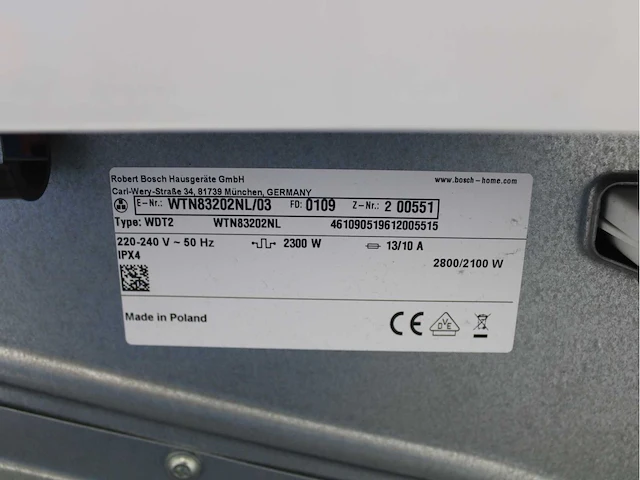 Robert Bosch Hausgeräte GmbH www.bosch-home.com
Carl-Wery-Straße 34, 81739 München, GERMANY
E-Nr.: WTN83202NL/03 FD: 0109 Z-Nr.: 2 00551
Type: WDT2 WTN83202NL 461090519612005515
220-240 V ~ 50 Hz 2300 W 13/10 A
IPX4 2800/2100 W
Made in Poland CE DVE